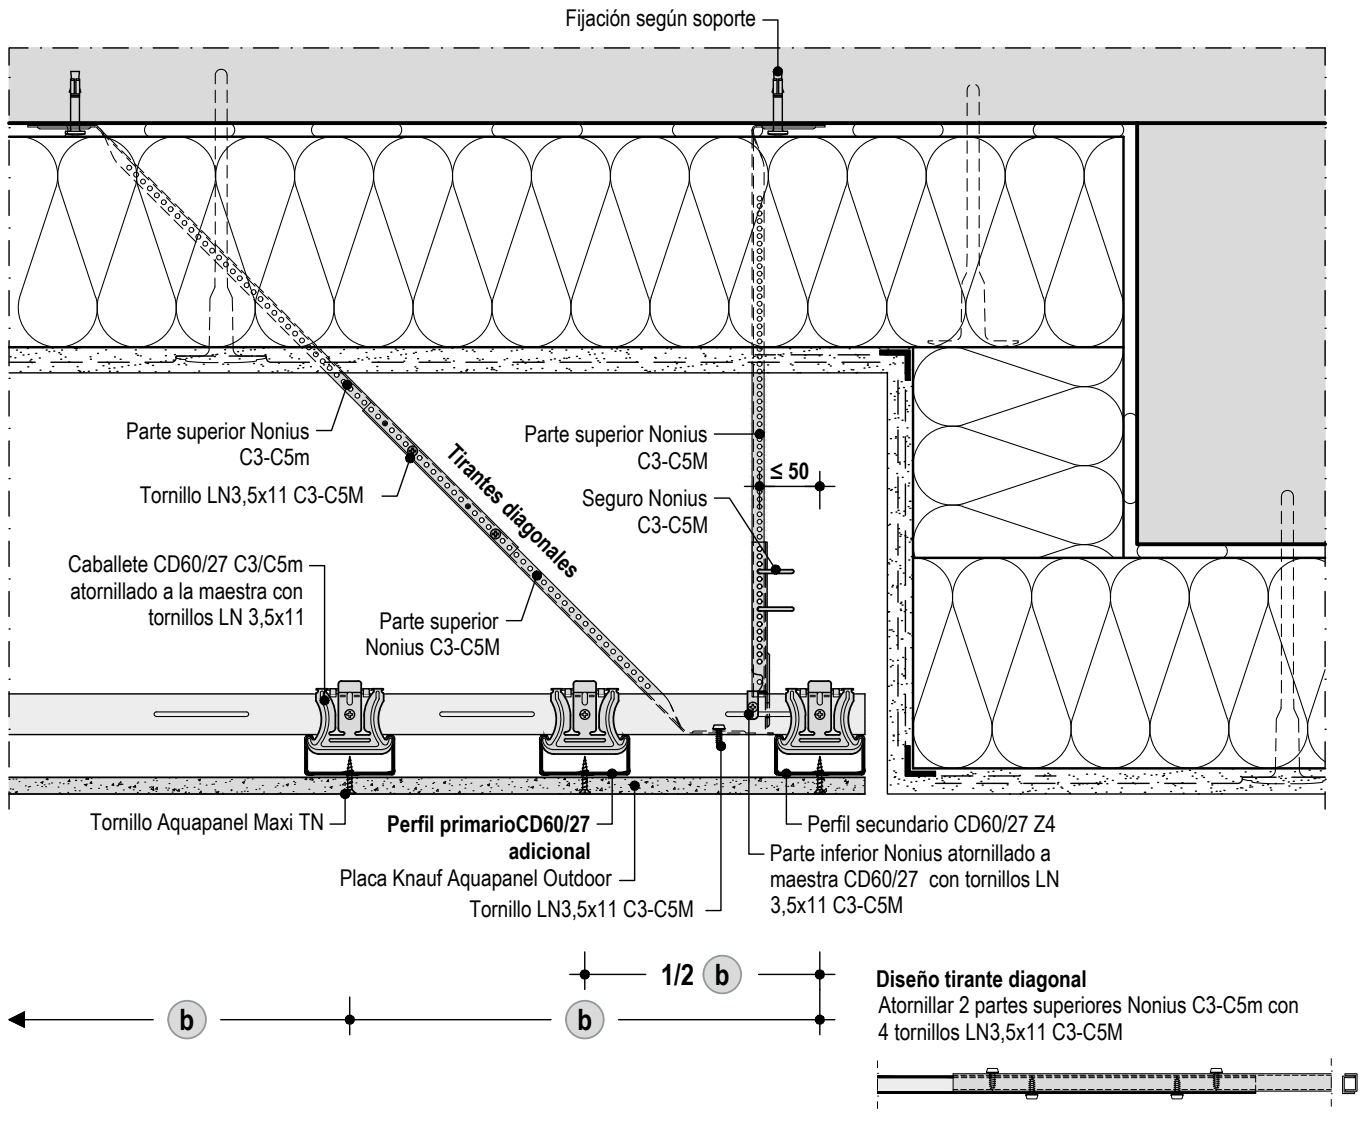 Fijación según soporte
Parte superior Nonius
C3-C5m
Tornillo LN3,5x11 C3-C5M
Tirantes diagonales
Parte superior Nonius
C3-C5M
≤ 50
Seguro Nonius
C3-C5M
Caballete CD60/27 C3/C5m
atornillado a la maestra con
tornillos LN 3,5x11
Parte superior
Nonius C3-C5M
Tornillo Aquapanel Maxi TN
Perfil primarioCD60/27
adicional
Placa Knauf Aquapanel Outdoor
Tornillo LN3,5x11 C3-C5M
Perfil secundario CD60/27 Z4
Parte inferior Nonius atornillado a
maestra CD60/27 con tornillos LN
3,5x11 C3-C5M
1/2 b
b
b
Diseño tirante diagonal
Atornillar 2 partes superiores Nonius C3-C5m con
4 tornillos LN3,5x11 C3-C5M